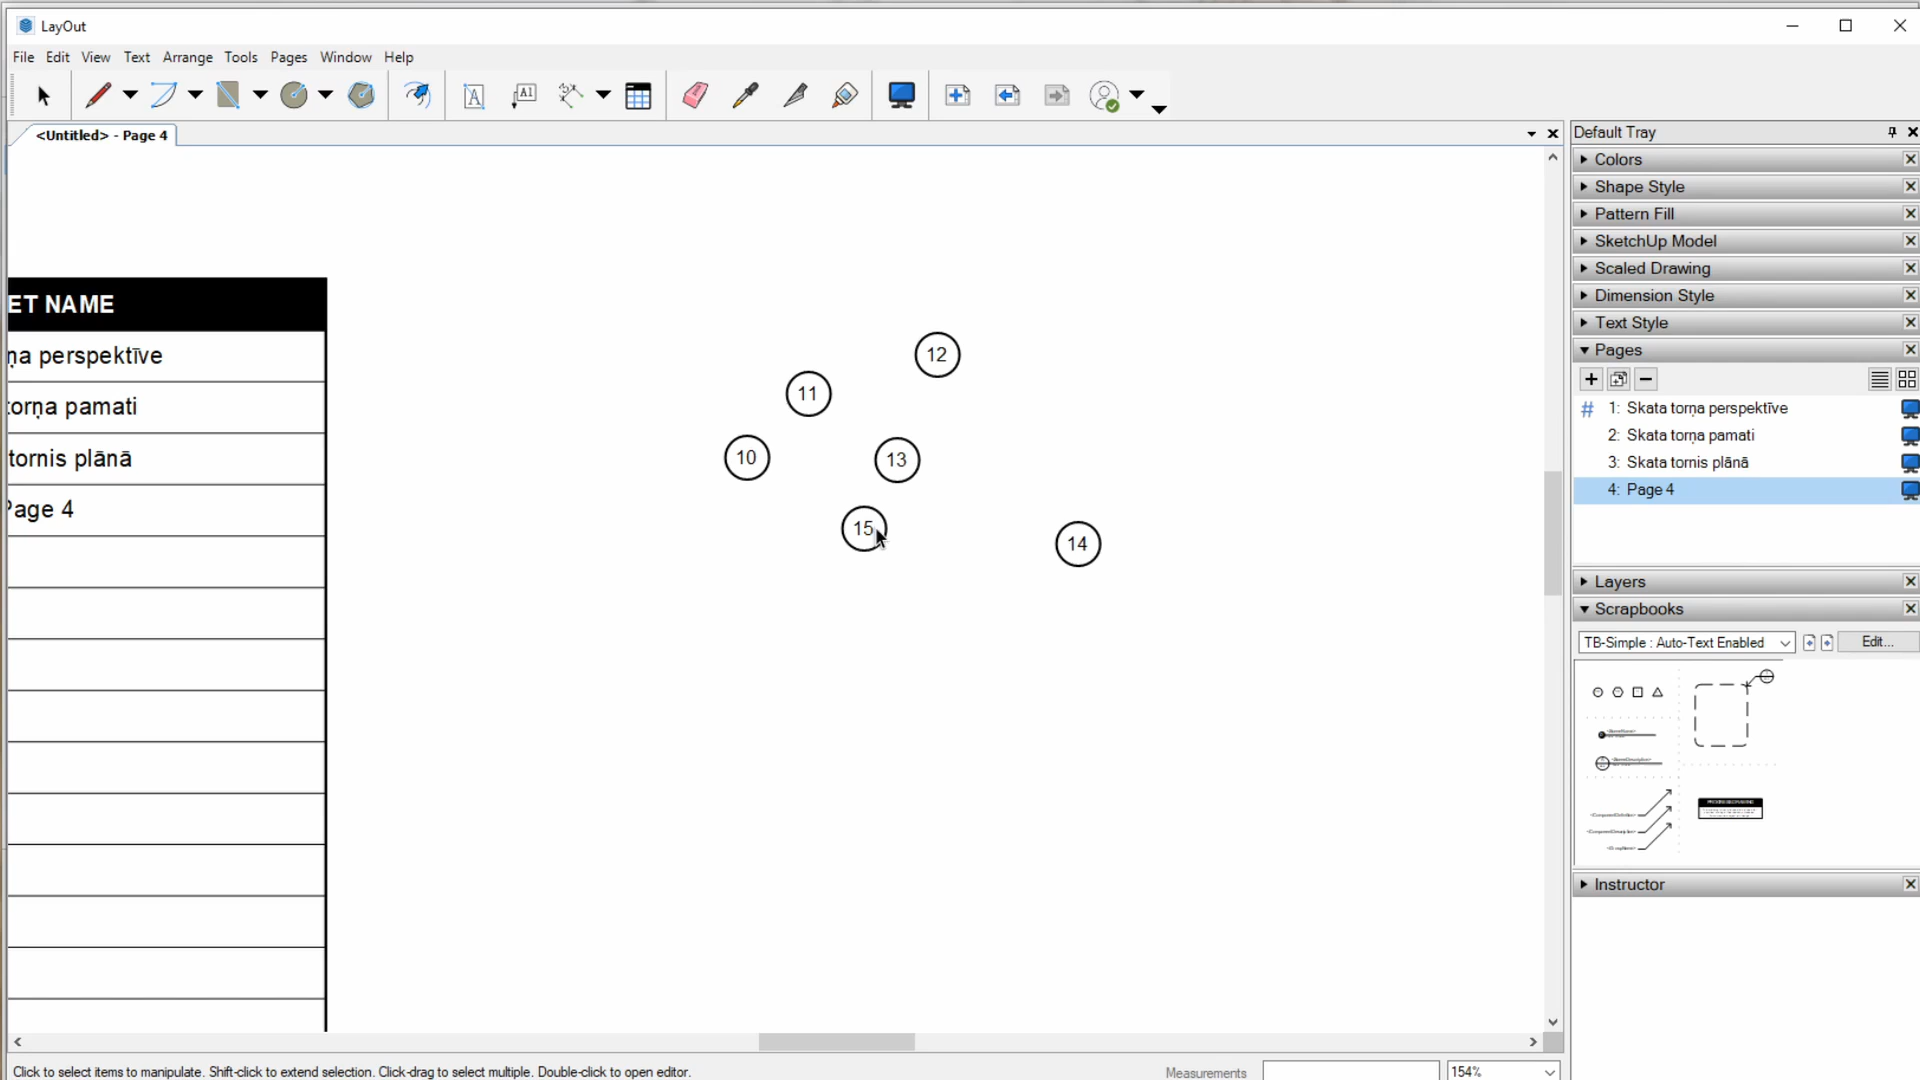 LayOut
File Edit View Text Arrange Tools Pages Window Help
A A1
<Untitled> - Page 4
Default Tray
Colors
Shape Style
Pattern Fill
SketchUp Model
Scaled Drawing
Dimension Style
Text Style
Pages
# 1: Skata torņa perspektīve
2: Skata torņa pamati
3: Skata tornis plānā
4: Page 4
Layers
Scrapbooks
TB-Simple : Auto-Text Enabled Edit...
Instructor
ET NAME
ņa perspektīve
torņa pamati
tornis plānā
Page 4
12
11
10
13
15
14
Click to select items to manipulate. Shift-click to extend selection. Click-drag to select multiple. Double-click to open editor.
Measurements
154%